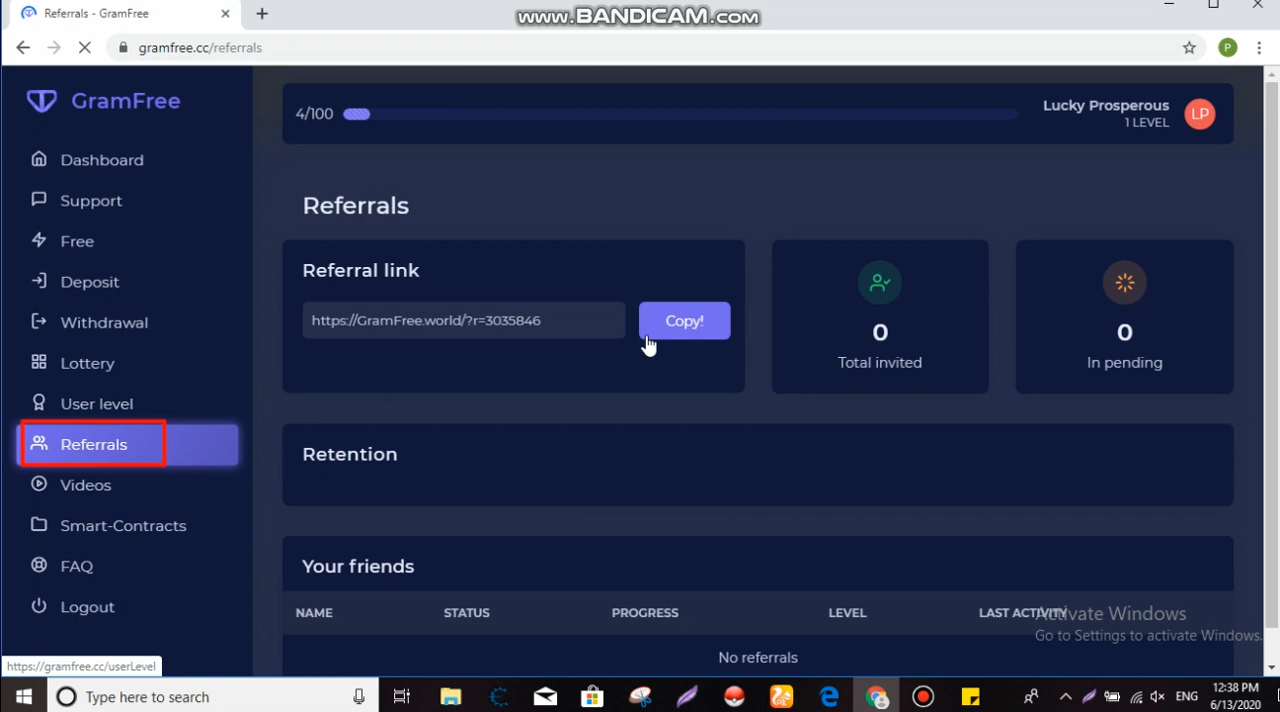 Referrals - GramFree
www.BANDICAM.com
gramfree.cc/referrals
GramFree
4/100
Lucky Prosperous
1 LEVEL
LP
Dashboard
Support
Free
Deposit
Withdrawal
Lottery
User level
Referrals
Videos
Smart-Contracts
FAQ
Logout
Referrals
Referral link
https://GramFree.world/?r=3035846
Copy!
0
Total invited
0
In pending
Retention
Your friends
NAME STATUS PROGRESS LEVEL LAST ACTIVITY
No referrals
Activate Windows
Go to Settings to activate Windows.
https://gramfree.cc/userLevel
Type here to search
ENG
12:38 PM
6/13/2020
P